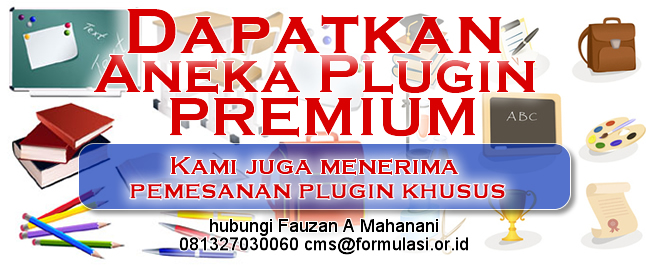 DAPATKAN
ANEKA PLUGIN
PREMIUM
KAMI JUGA MENERIMA
PEMESANAN PLUGIN KHUSUS
hubungi Fauzan A Mahanani
081327030060 cms@formulasi.or.id
Text
Text
ABC